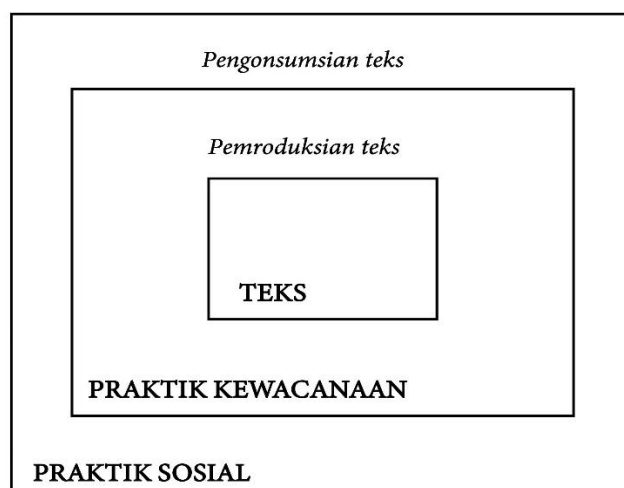 Pengonsumsian teks
Pemroduksian teks
TEKS
PRAKTIK KEWACANAAN
PRAKTIK SOSIAL